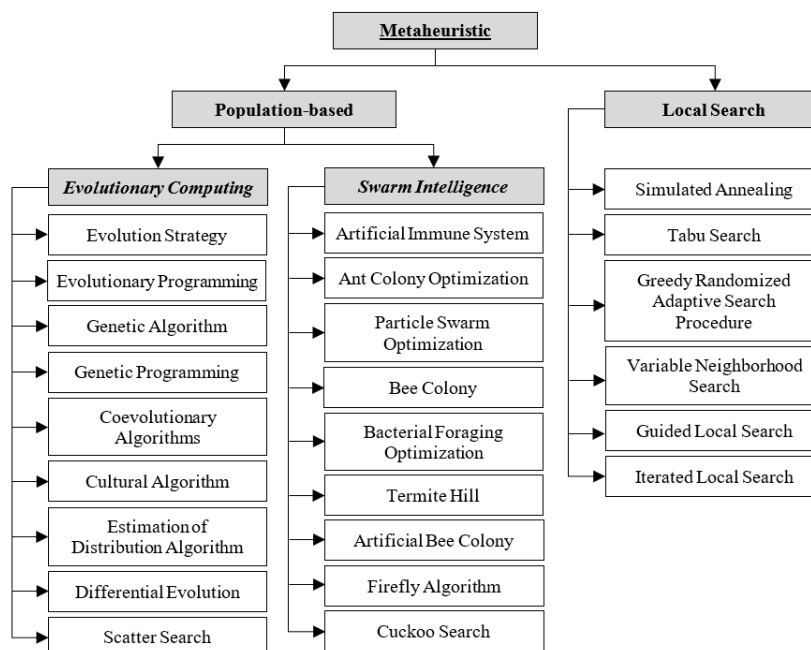 Metaheuristic
Population-based
Local Search
Evolutionary Computing
Evolution Strategy
Evolutionary Programming
Genetic Algorithm
Genetic Programming
Coevolutionary
Algorithms
Cultural Algorithm
Estimation of
Distribution Algorithm
Differential Evolution
Scatter Search
Swarm Intelligence
Artificial Immune System
Ant Colony Optimization
Particle Swarm
Optimization
Bee Colony
Bacterial Foraging
Optimization
Termite Hill
Artificial Bee Colony
Firefly Algorithm
Cuckoo Search
Simulated Annealing
Tabu Search
Greedy Randomized
Adaptive Search
Procedure
Variable Neighborhood
Search
Guided Local Search
Iterated Local Search